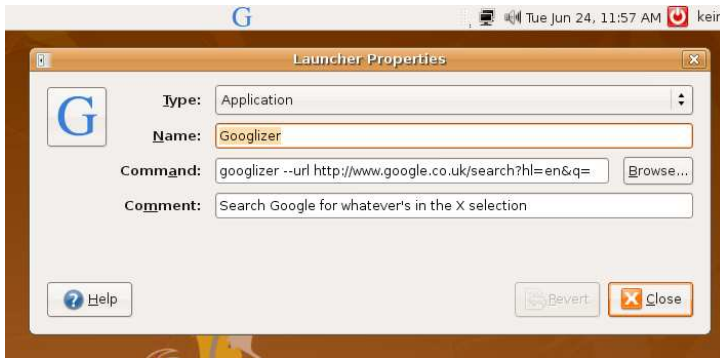 G Tue Jun 24, 11:57 AM keir
Launcher Properties
G
Type: Application
Name: Googlizer
Command: googlizer --url http://www.google.co.uk/search?hl=en&q= Browse...
Comment: Search Google for whatever's in the X selection
Help Revert Close